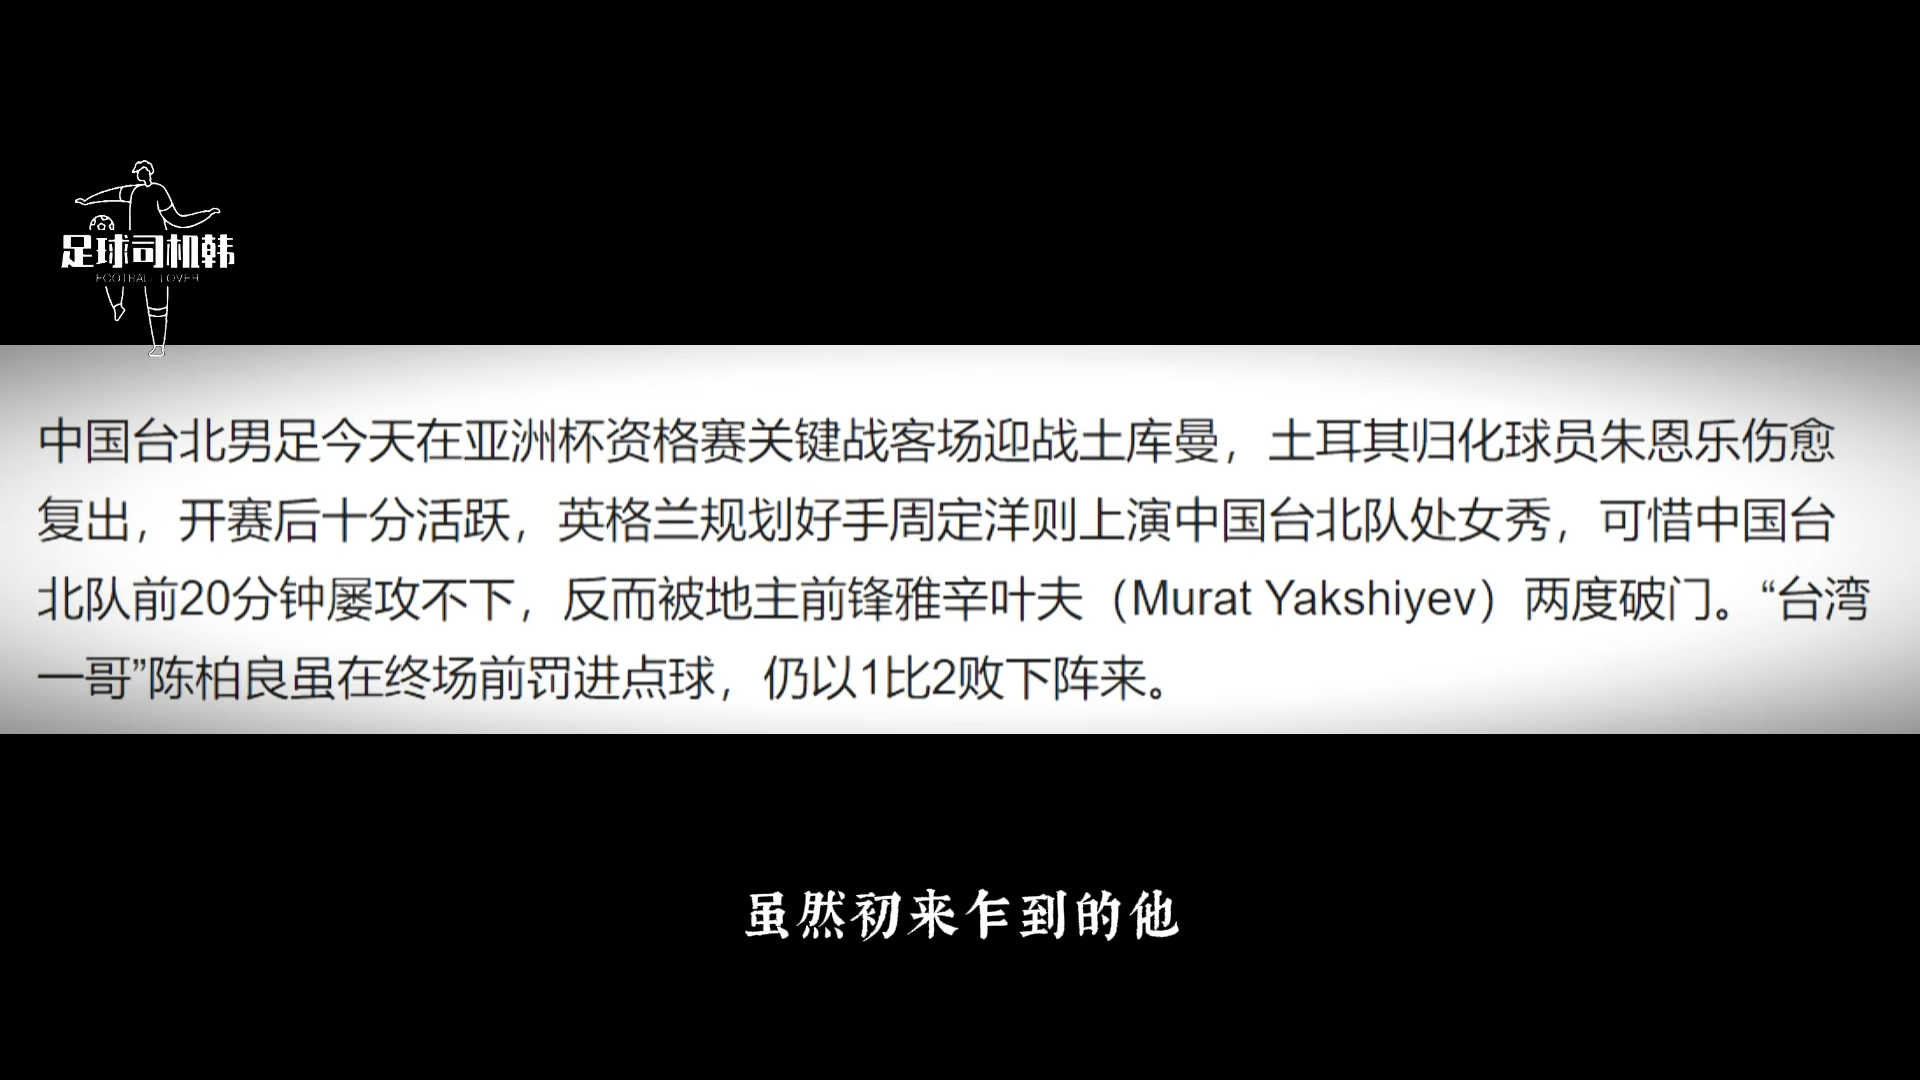 足球司机韩
FOOTBALL LOVER
中国台北男足今天在亚洲杯资格赛关键战客场迎战土库曼，土耳其归化球员朱恩乐伤愈
复出，开赛后十分活跃，英格兰规划好手周定洋则上演中国台北队处女秀，可惜中国台
北队前20分钟屡攻不下，反而被地主前锋雅辛叶夫（Murat Yakshiyev）两度破门。“台湾
一哥”陈柏良虽在终场前罚进点球，仍以1比2败下阵来。
虽然初来乍到的他